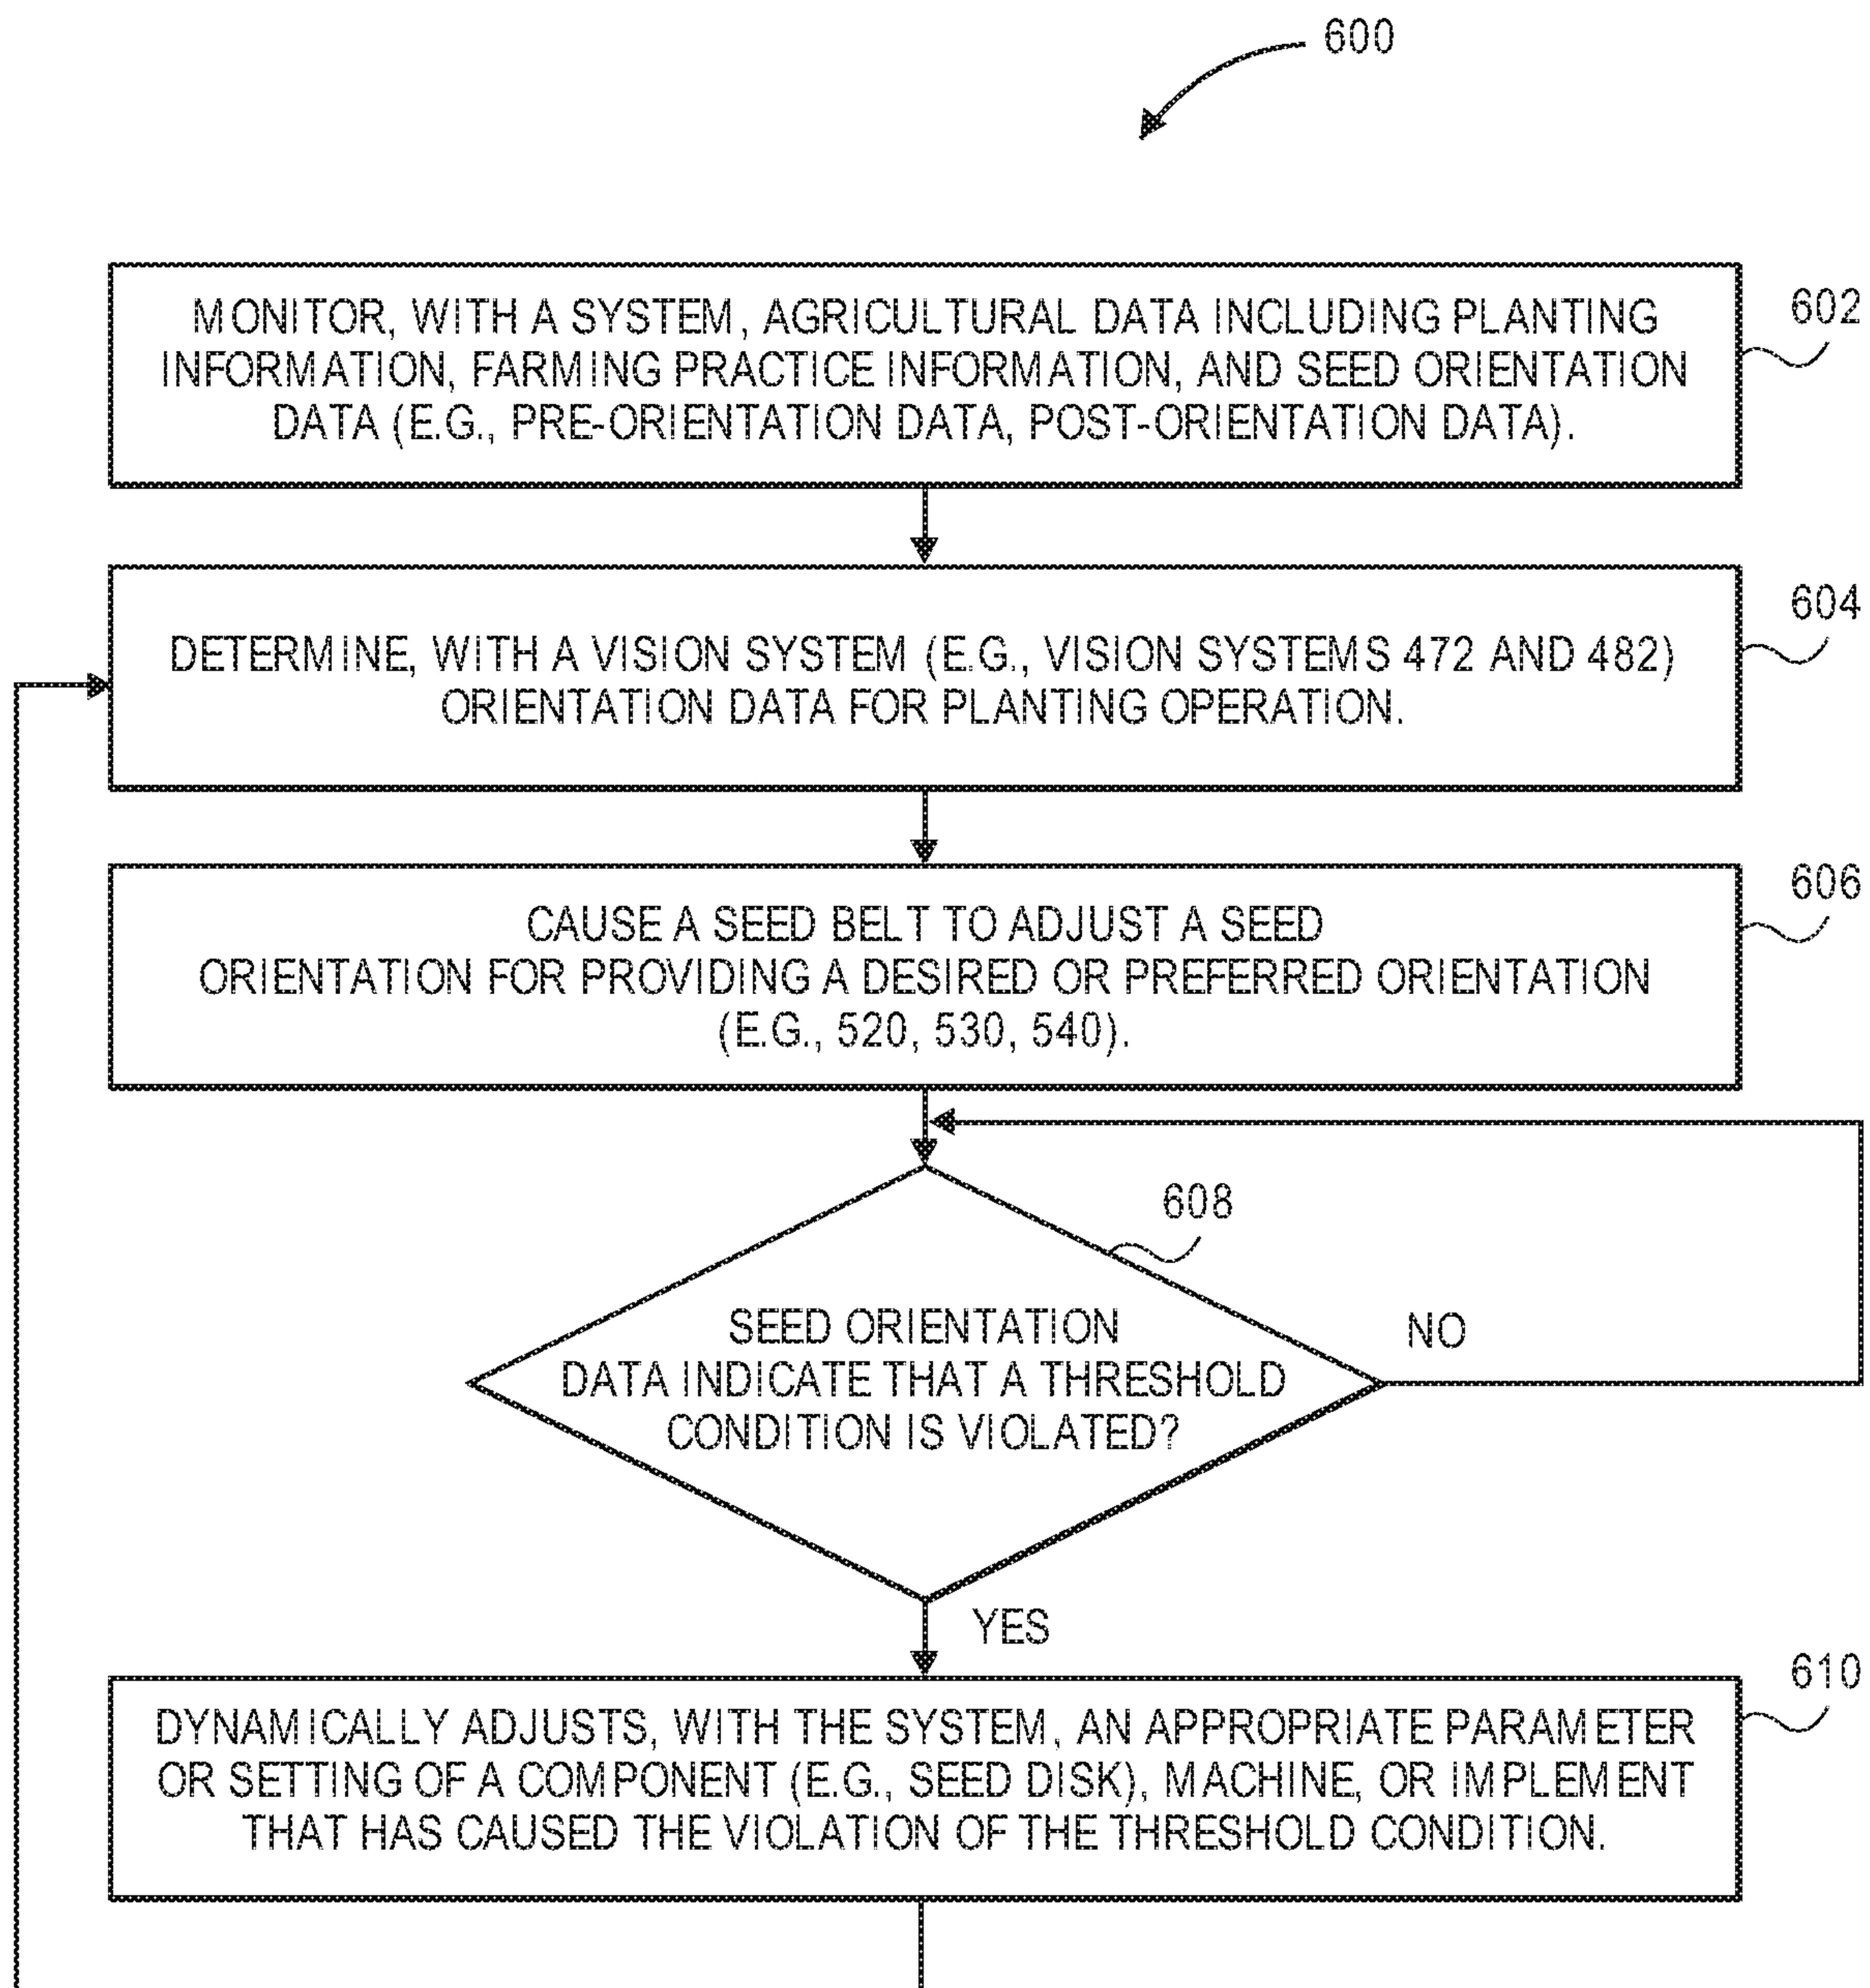 600
MONITOR, WITH A SYSTEM, AGRICULTURAL DATA INCLUDING PLANTING
INFORMATION, FARMING PRACTICE INFORMATION, AND SEED ORIENTATION
DATA (E.G., PRE-ORIENTATION DATA, POST-ORIENTATION DATA).
602
DETERMINE, WITH A VISION SYSTEM (E.G., VISION SYSTEMS 472 AND 482)
ORIENTATION DATA FOR PLANTING OPERATION.
604
CAUSE A SEED BELT TO ADJUST A SEED
ORIENTATION FOR PROVIDING A DESIRED OR PREFERRED ORIENTATION
(E.G., 520, 530, 540).
606
608
SEED ORIENTATION
DATA INDICATE THAT A THRESHOLD
CONDITION IS VIOLATED?
NO
YES
DYNAMICALLY ADJUSTS, WITH THE SYSTEM, AN APPROPRIATE PARAMETER
OR SETTING OF A COMPONENT (E.G., SEED DISK), MACHINE, OR IMPLEMENT
THAT HAS CAUSED THE VIOLATION OF THE THRESHOLD CONDITION.
610